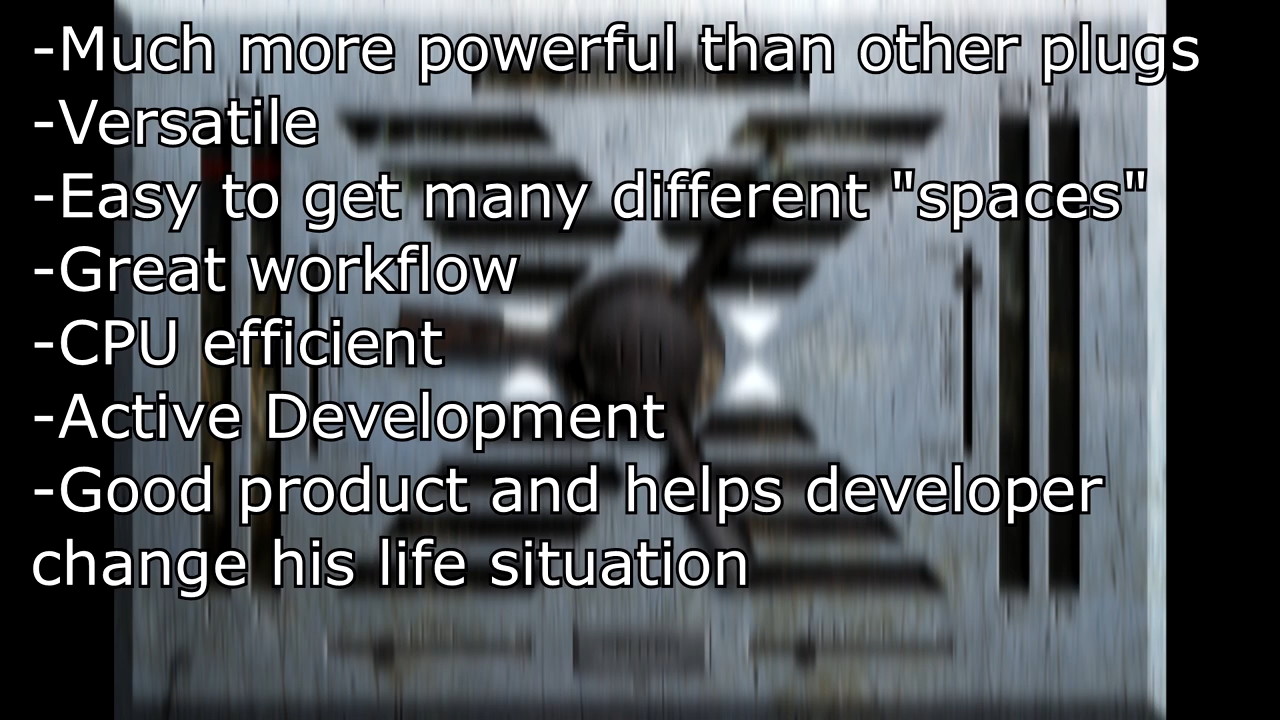 -Much more powerful than other plugs
-Versatile
-Easy to get many different "spaces"
-Great workflow
-CPU efficient
-Active Development
-Good product and helps developer
change his life situation